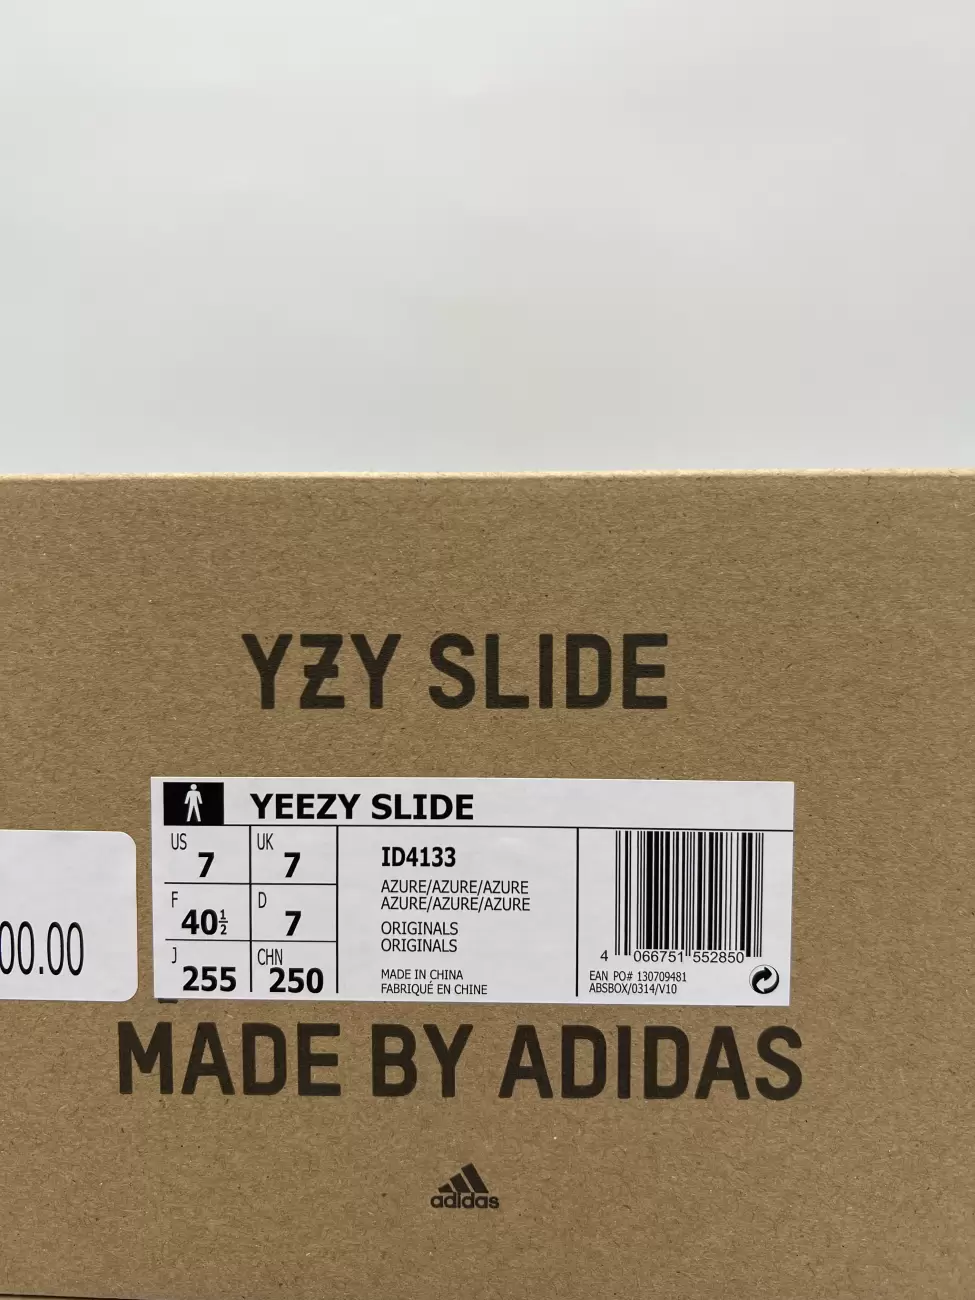 YZY SLIDE
YEEZY SLIDE
US 7 UK 7
F 40½ D 7
J 255 CHN 250
ID4133
AZURE/AZURE/AZURE
AZURE/AZURE/AZURE
ORIGINALS
ORIGINALS
MADE IN CHINA
FABRIQUÉ EN CHINE
4 066751 552850
EAN PO# 130709481
ABSBOX/0314/V10
00.00
MADE BY ADIDAS
adidas